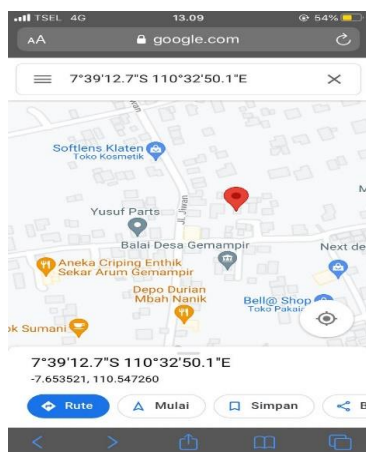 TSEL 4G 13.09 54%
AA google.com
7°39'12.7"S 110°32'50.1"E
Softlens Klaten
Toko Kosmetik
Yusuf Parts
Jl. Jiwan
Balai Desa Gemampir
Next de
Aneka Criping Enthik
Sekar Arum Gemampir
Depo Durian
Mbah Nanik
Bell@ Shop
Toko Pakaia
ok Sumani
7°39'12.7"S 110°32'50.1"E
-7.653521, 110.547260
Rute
Mulai
Simpan
B